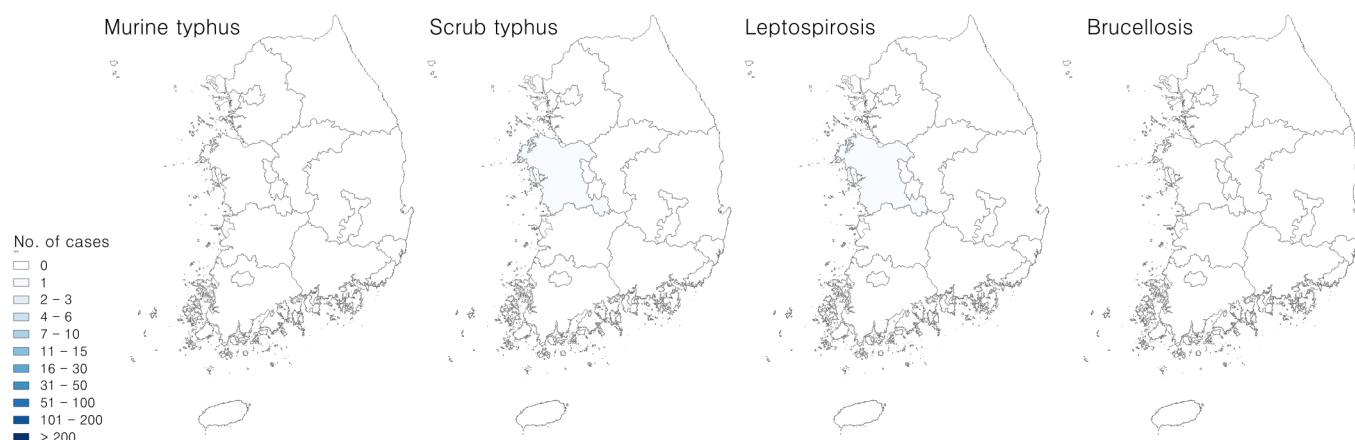 Murine typhus
Scrub typhus
Leptospirosis
Brucellosis
No. of cases
0
1
2 – 3
4 – 6
7 – 10
11 – 15
16 – 30
31 – 50
51 – 100
101 – 200
> 200